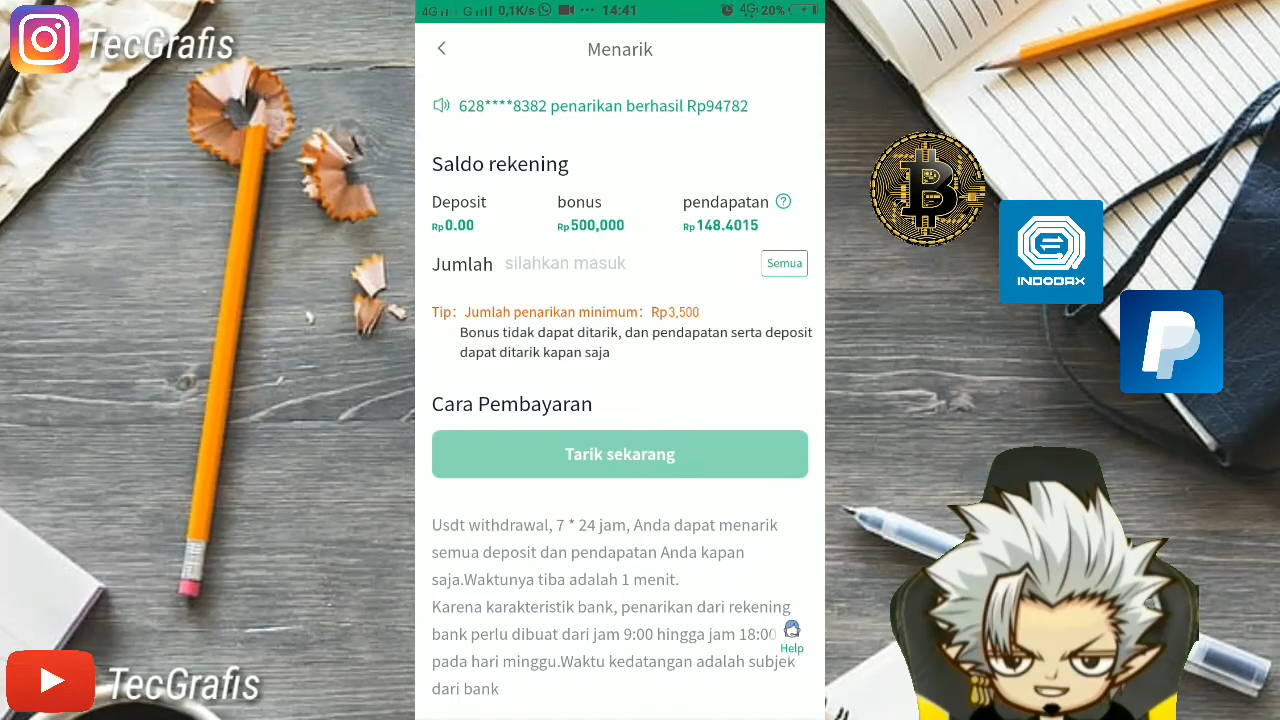 TecGrafis
4G G 0,1K/s 14:41 4G 20%
Menarik
628****8382 penarikan berhasil Rp94782
Saldo rekening
Deposit bonus pendapatan ?
Rp0.00 Rp500,000 Rp148.4015
Jumlah silahkan masuk Semua
Tip: Jumlah penarikan minimum: Rp3,500
Bonus tidak dapat ditarik, dan pendapatan serta deposit
dapat ditarik kapan saja
Cara Pembayaran
Tarik sekarang
Usdt withdrawal, 7 * 24 jam, Anda dapat menarik
semua deposit dan pendapatan Anda kapan
saja.Waktunya tiba adalah 1 menit.
Karena karakteristik bank, penarikan dari rekening
bank perlu dibuat dari jam 9:00 hingga jam 18:00
Help
pada hari minggu.Waktu kedatangan adalah subjek
dari bank
INDODAX
TecGrafis